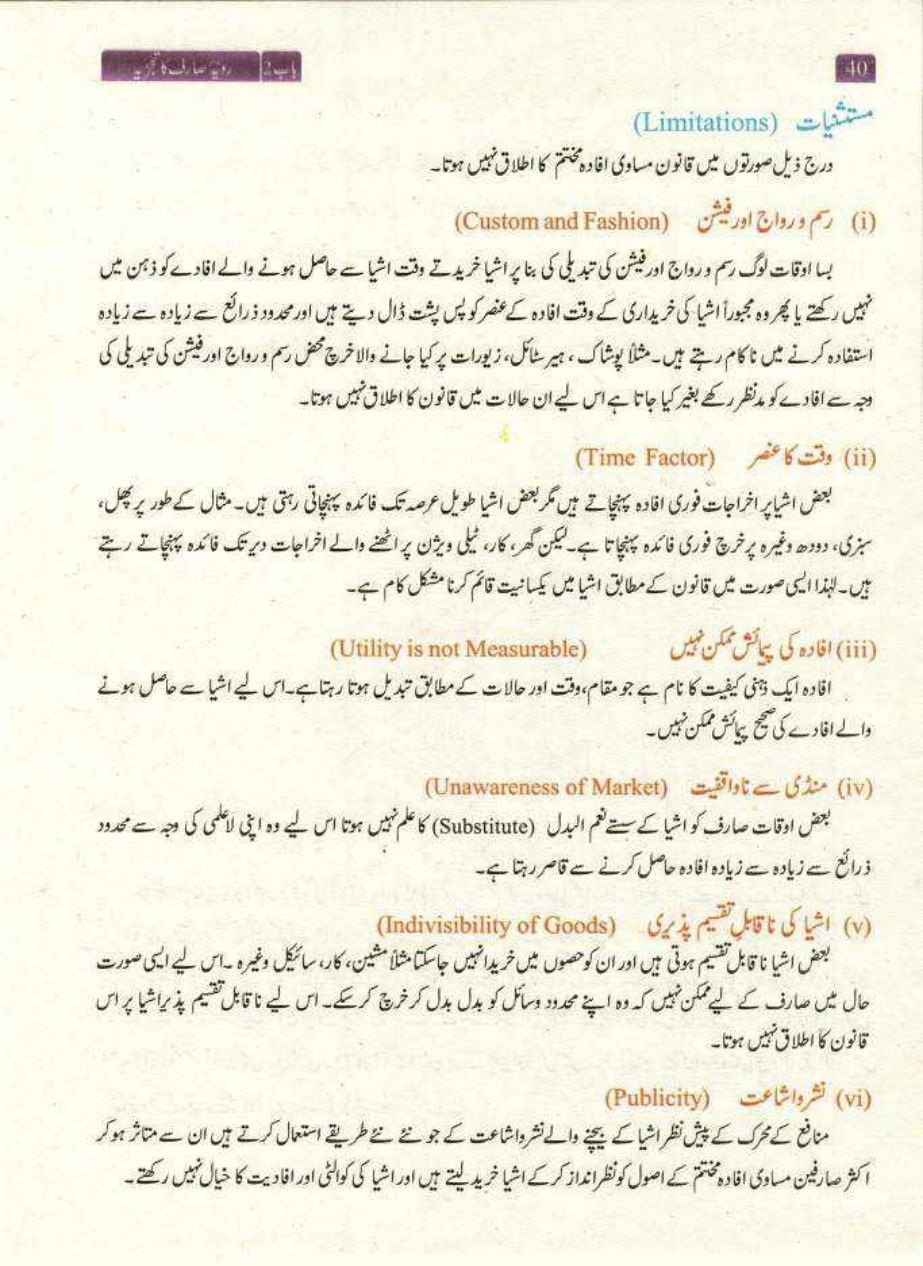 40
باب 2 رویہ صارف کا تجزیہ
مستثنیات (Limitations)
درج ذیل صورتوں میں قانون مساوی افادہ مختتم کا اطلاق نہیں ہوتا۔
(i) رسم و رواج اور فیشن (Custom and Fashion)
بسا اوقات لوگ رسم و رواج اور فیشن کی تبدیلی کی بنا پر اشیا خریدتے وقت اشیا سے حاصل ہونے والے افادے کو ذہن میں
نہیں رکھتے یا پھر وہ مجبوراً اشیا کی خریداری کے وقت افادہ کے عنصر کو پس پشت ڈال دیتے ہیں اور محدود ذرائع سے زیادہ سے زیادہ
استفادہ کرنے میں ناکام رہتے ہیں۔ مثلاً پوشاک، ہیر سٹائل، زیورات پر کیا جانے والا خرچ محض رسم و رواج اور فیشن کی تبدیلی کی
وجہ سے افادے کو مدنظر رکھے بغیر کیا جاتا ہے اس لیے ان حالات میں قانون کا اطلاق نہیں ہوتا۔
(ii) وقت کا عنصر (Time Factor)
بعض اشیا پر اخراجات فوری افادہ پہنچاتے ہیں مگر بعض اشیا طویل عرصہ تک فائدہ پہنچاتی رہتی ہیں۔ مثال کے طور پر پھل،
سبزی، دودھ وغیرہ پر خرچ فوری فائدہ پہنچاتا ہے۔ لیکن گھر، کار، ٹیلی ویژن پر اٹھنے والے اخراجات دیر تک فائدہ پہنچاتے رہتے
ہیں۔ لہٰذا ایسی صورت میں قانون کے مطابق اشیا میں یکسانیت قائم کرنا مشکل کام ہے۔
(iii) افادہ کی پیمائش ممکن نہیں (Utility is not Measurable)
افادہ ایک ذہنی کیفیت کا نام ہے جو مقام، وقت اور حالات کے مطابق تبدیل ہوتا رہتا ہے۔ اس لیے اشیا سے حاصل ہونے
والے افادے کی صحیح پیمائش ممکن نہیں۔
(iv) منڈی سے ناواقفیت (Unawareness of Market)
بعض اوقات صارف کو اشیا کے سستے نعم البدل (Substitute) کا علم نہیں ہوتا اس لیے وہ اپنی لاعلمی کی وجہ سے محدود
ذرائع سے زیادہ سے زیادہ افادہ حاصل کرنے سے قاصر رہتا ہے۔
(v) اشیا کی ناقابلِ تقسیم پذیری (Indivisibility of Goods)
بعض اشیا ناقابل تقسیم ہوتی ہیں اور ان کو حصوں میں خریدا نہیں جاسکتا مثلاً مشین، کار، سائیکل وغیرہ۔ اس لیے ایسی صورت
حال میں صارف کے لیے ممکن نہیں کہ وہ اپنے محدود وسائل کو بدل بدل کر خرچ کرسکے۔ اس لیے ناقابل تقسیم پذیر اشیا پر اس
قانون کا اطلاق نہیں ہوتا۔
(vi) نشر و اشاعت (Publicity)
منافع کے محرک کے پیش نظر اشیا کے بیچنے والے نشر و اشاعت کے جو نئے نئے طریقے استعمال کرتے ہیں ان سے متاثر ہوکر
اکثر صارفین مساوی افادہ مختتم کے اصول کو نظرانداز کرکے اشیا خرید لیتے ہیں اور اشیا کی کوالٹی اور افادیت کا خیال نہیں رکھتے۔